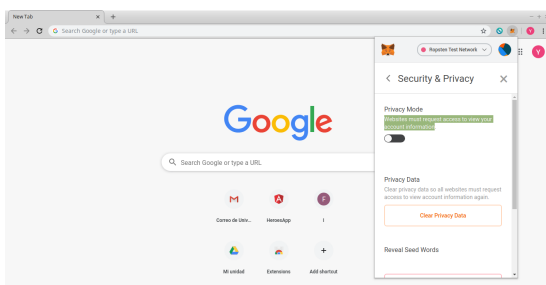 New Tab
Search Google or type a URL
Ropsten Test Network
Y
Y
Security & Privacy
Privacy Mode
Websites must request access to view your
account information
Google
Search Google or type a URL
Privacy Data
Clear privacy data so all websites must request
access to view account information again.
Clear Privacy Data
F
Correo de Univ...
HeroesApp
I
Reveal Seed Words
Mi unidad
Extensions
Add shortcut